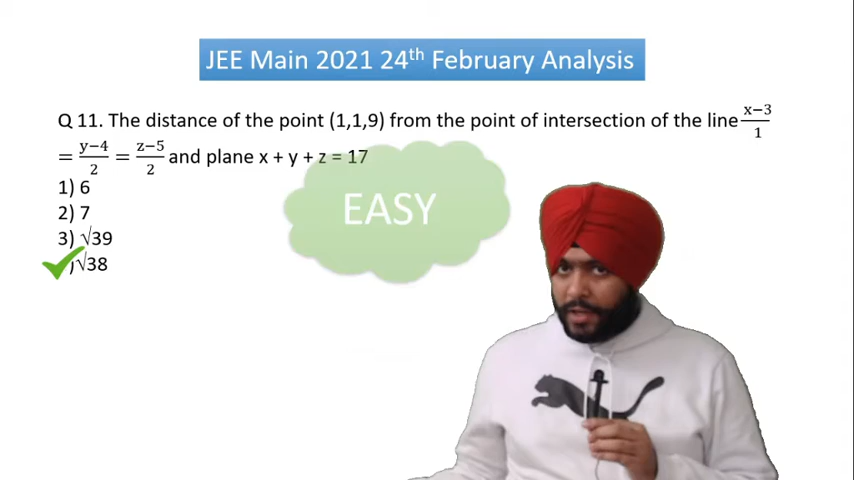 JEE Main 2021 24th February Analysis
Q 11. The distance of the point (1,1,9) from the point of intersection of the line x−3/1
= y−4/2 = z−5/2 and plane x + y + z = 17
1) 6
2) 7
3) √39
) √38
EASY